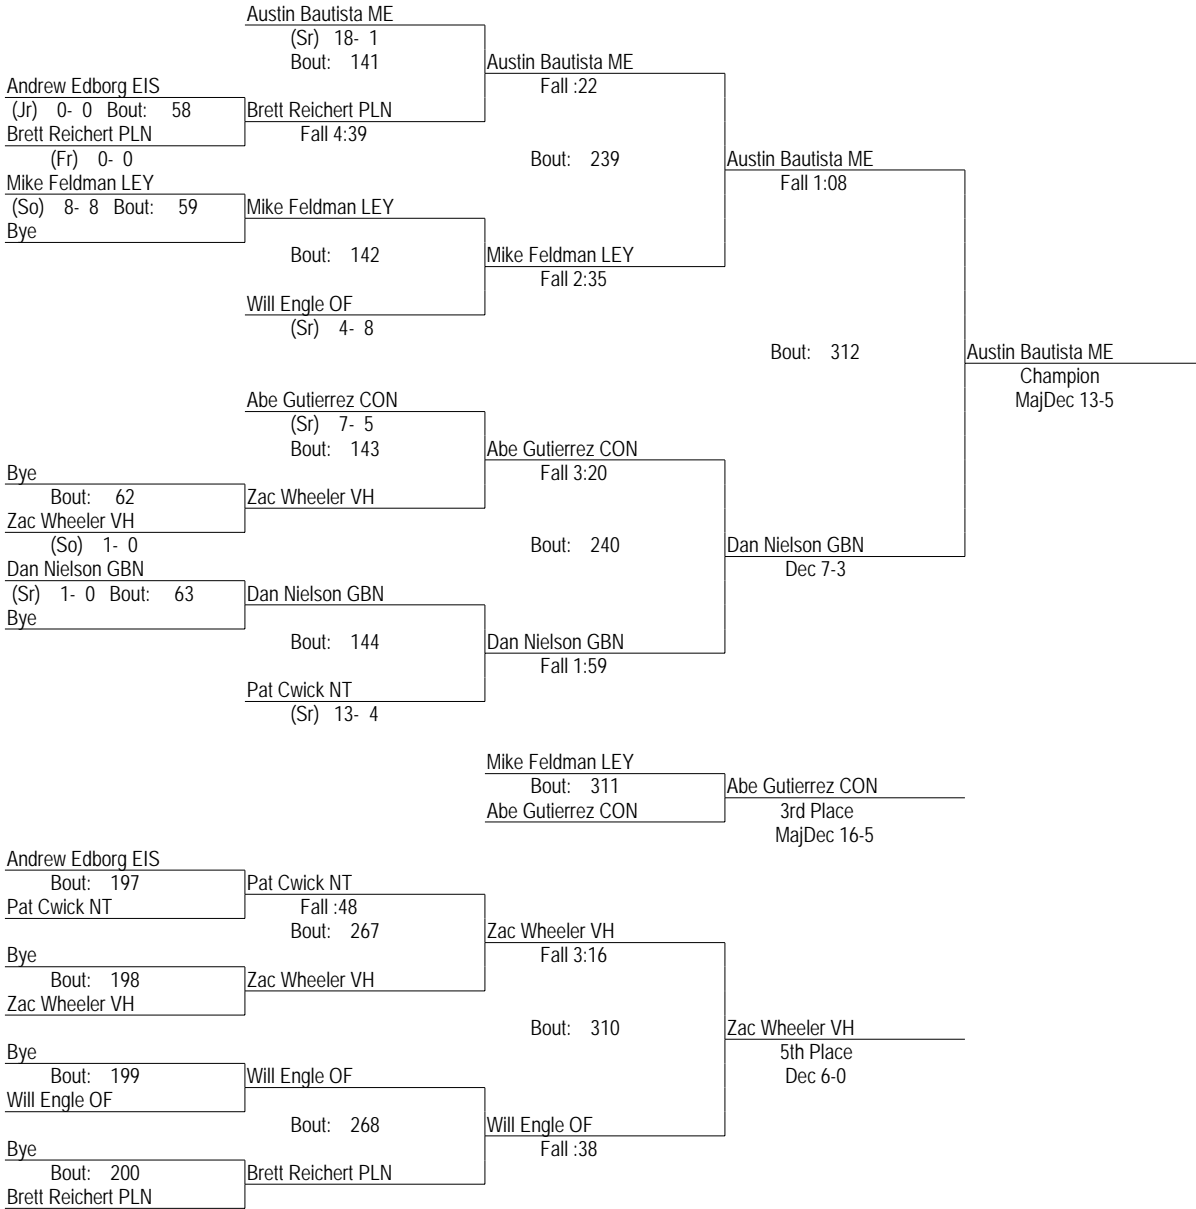 Austin Bautista ME
(Sr) 18- 1
Bout: 141
Austin Bautista ME
Fall :22
Andrew Edborg EIS
(Jr) 0- 0 Bout: 58
Brett Reichert PLN
Brett Reichert PLN
Fall 4:39
(Fr) 0- 0
Bout: 239
Austin Bautista ME
Fall 1:08
Mike Feldman LEY
(So) 8- 8 Bout: 59
Mike Feldman LEY
Bye
Bout: 142
Mike Feldman LEY
Fall 2:35
Will Engle OF
(Sr) 4- 8
Bout: 312
Austin Bautista ME
Champion
MajDec 13-5
Abe Gutierrez CON
(Sr) 7- 5
Bout: 143
Abe Gutierrez CON
Fall 3:20
Bye
Bout: 62
Zac Wheeler VH
Zac Wheeler VH
(So) 1- 0
Bout: 240
Dan Nielson GBN
Dec 7-3
Dan Nielson GBN
(Sr) 1- 0 Bout: 63
Dan Nielson GBN
Bye
Bout: 144
Dan Nielson GBN
Fall 1:59
Pat Cwick NT
(Sr) 13- 4
Mike Feldman LEY
Bout: 311
Abe Gutierrez CON
Abe Gutierrez CON
3rd Place
MajDec 16-5
Andrew Edborg EIS
Bout: 197
Pat Cwick NT
Pat Cwick NT
Fall :48
Bout: 267
Zac Wheeler VH
Fall 3:16
Bye
Bout: 198
Zac Wheeler VH
Zac Wheeler VH
Bout: 310
Zac Wheeler VH
5th Place
Dec 6-0
Bye
Bout: 199
Will Engle OF
Will Engle OF
Bout: 268
Will Engle OF
Fall :38
Bye
Bout: 200
Brett Reichert PLN
Brett Reichert PLN